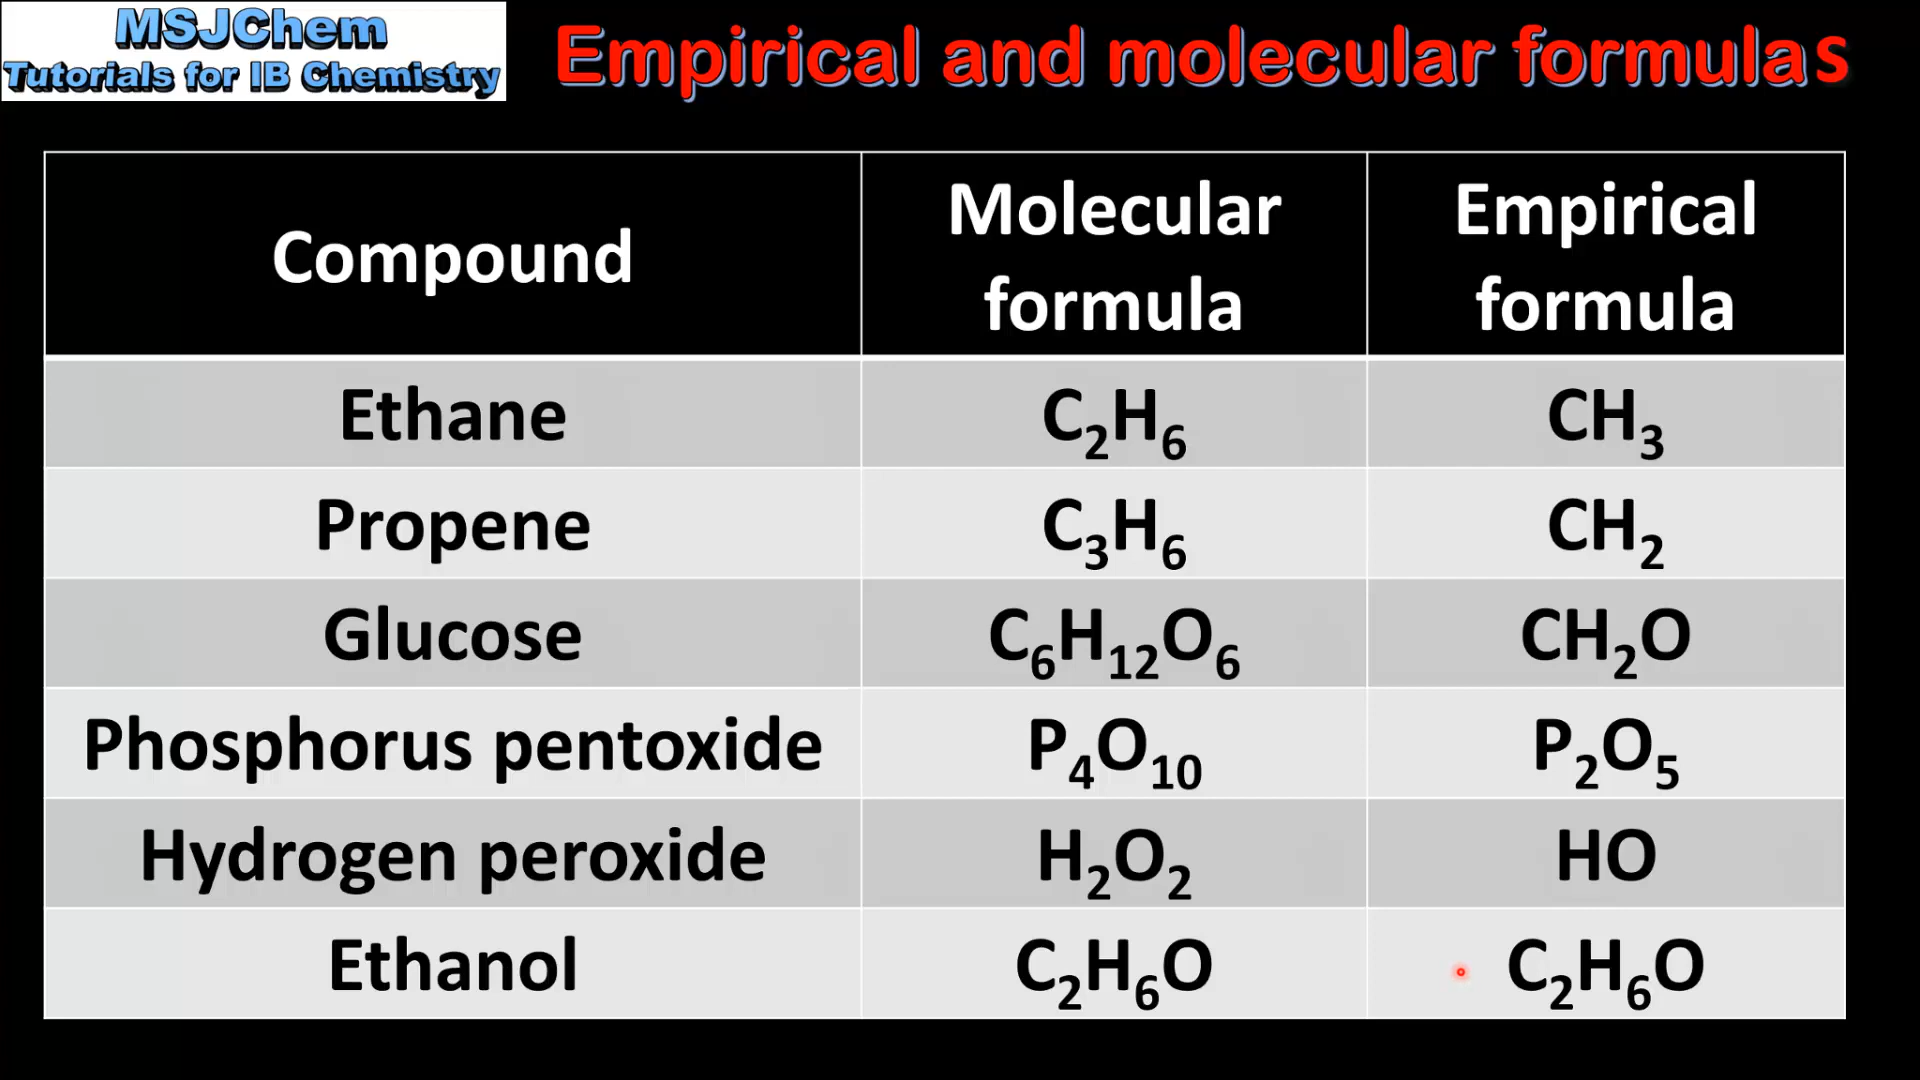 MSJChem
Tutorials for IB Chemistry
Empirical and molecular formulas
Compound
Molecular formula
Empirical formula
Ethane C₂H₆ CH₃
Propene C₃H₆ CH₂
Glucose C₆H₁₂O₆ CH₂O
Phosphorus pentoxide P₄O₁₀ P₂O₅
Hydrogen peroxide H₂O₂ HO
Ethanol C₂H₆O C₂H₆O